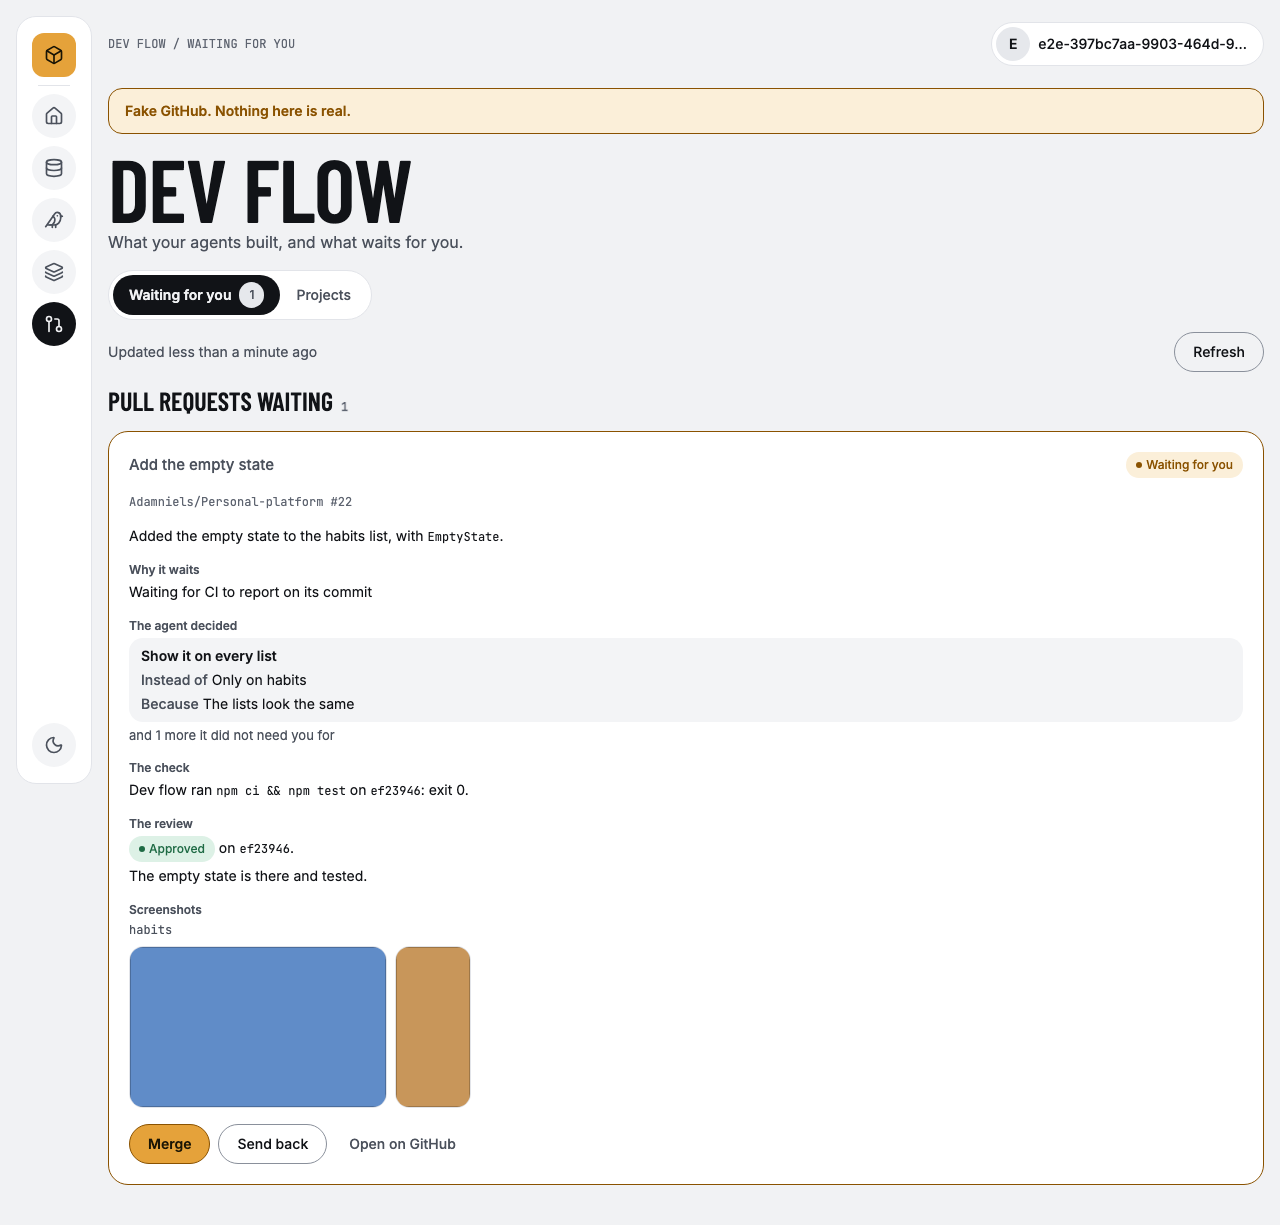 DEV FLOW / WAITING FOR YOU
E e2e-397bc7aa-9903-464d-9...
Fake GitHub. Nothing here is real.
DEV FLOW
What your agents built, and what waits for you.
Waiting for you 1 Projects
Updated less than a minute ago
Refresh
PULL REQUESTS WAITING 1
Add the empty state
Waiting for you
Adamniels/Personal-platform #22
Added the empty state to the habits list, with EmptyState.
Why it waits
Waiting for CI to report on its commit
The agent decided
Show it on every list
Instead of Only on habits
Because The lists look the same
and 1 more it did not need you for
The check
Dev flow ran npm ci && npm test on ef23946: exit 0.
The review
Approved on ef23946.
The empty state is there and tested.
Screenshots
habits
Merge Send back Open on GitHub